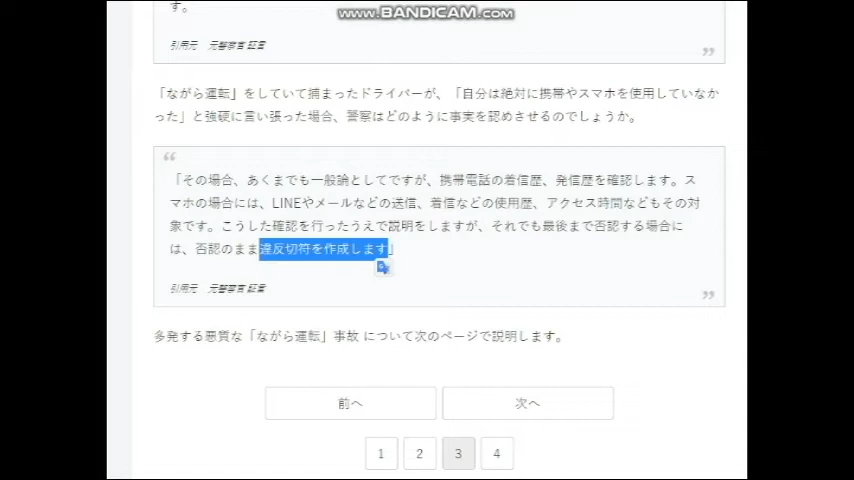 www.BANDICAM.com
す。
引用元　元警察官 証言
「ながら運転」をしていて捕まったドライバーが、「自分は絶対に携帯やスマホを使用していなか
った」と強硬に言い張った場合、警察はどのように事実を認めさせるのでしょうか。
「その場合、あくまでも一般論としてですが、携帯電話の着信歴、発信歴を確認します。ス
マホの場合には、LINEやメールなどの送信、着信などの使用歴、アクセス時間などもその対
象です。こうした確認を行ったうえで説明をしますが、それでも最後まで否認する場合に
は、否認のまま違反切符を作成します」
引用元　元警察官 証言
多発する悪質な「ながら運転」事故 について次のページで説明します。
前へ
次へ
1
2
3
4